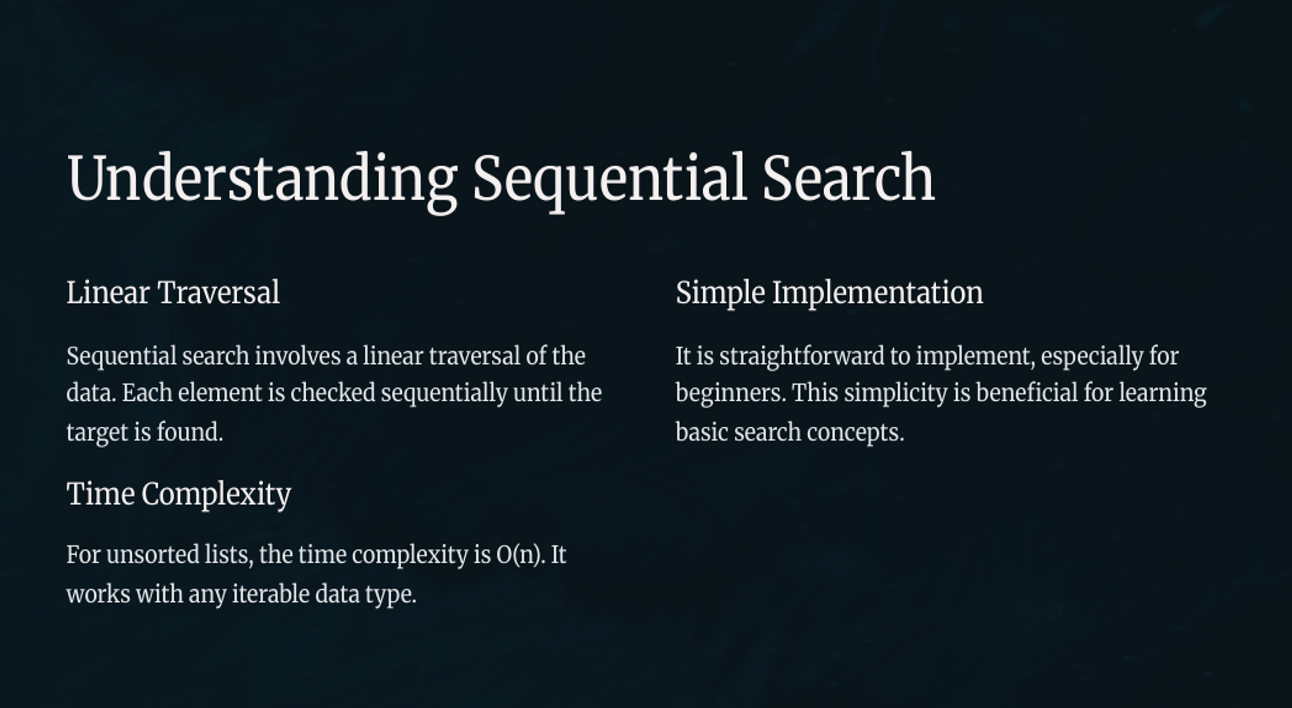 Understanding Sequential Search
Linear Traversal
Sequential search involves a linear traversal of the
data. Each element is checked sequentially until the
target is found.
Simple Implementation
It is straightforward to implement, especially for
beginners. This simplicity is beneficial for learning
basic search concepts.
Time Complexity
For unsorted lists, the time complexity is O(n). It
works with any iterable data type.